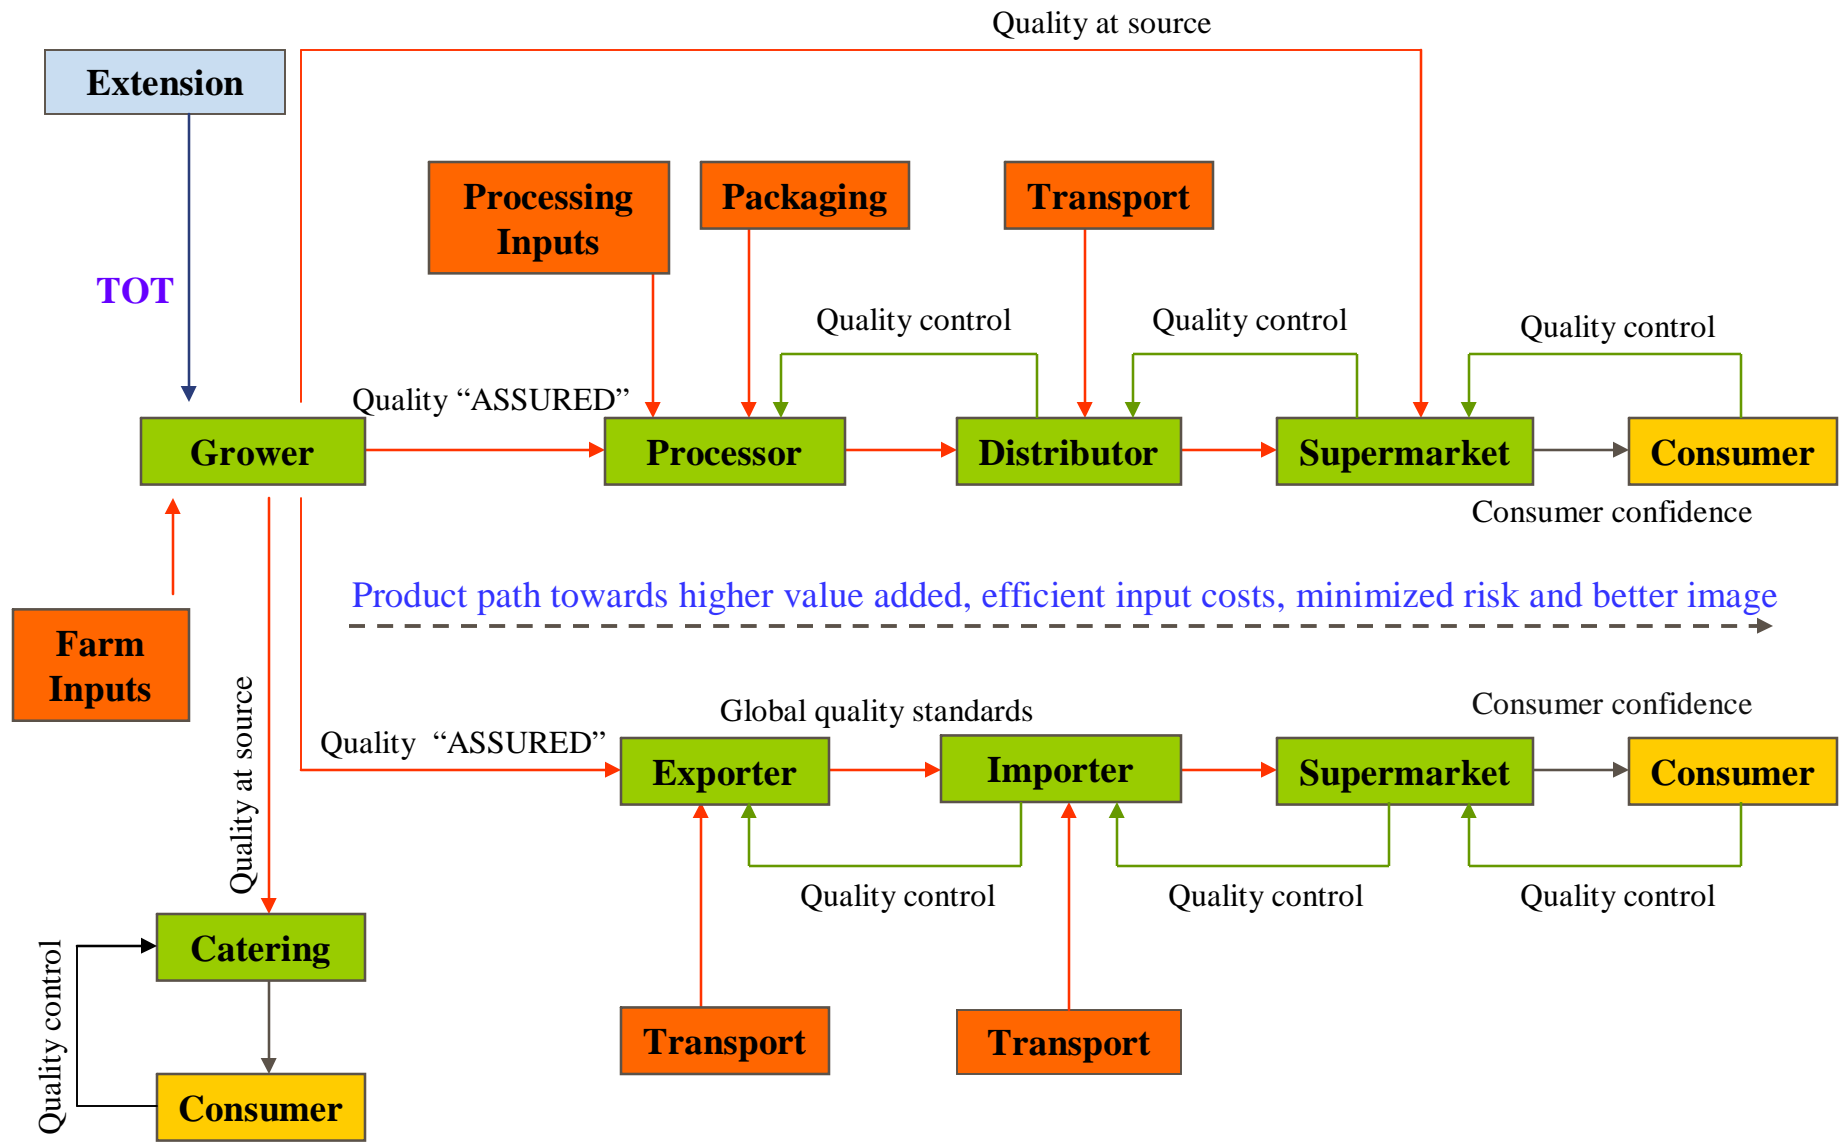 Quality at source
Extension
Processing
Inputs
Packaging
Transport
TOT
Quality control
Quality control
Quality control
Quality “ASSURED”
Grower
Processor
Distributor
Supermarket
Consumer
Consumer confidence
Product path towards higher value added, efficient input costs, minimized risk and better image
Farm
Inputs
Quality at source
Global quality standards
Consumer confidence
Quality “ASSURED”
Exporter
Importer
Supermarket
Consumer
Quality control
Quality control
Quality control
Catering
Quality control
Transport
Transport
Consumer